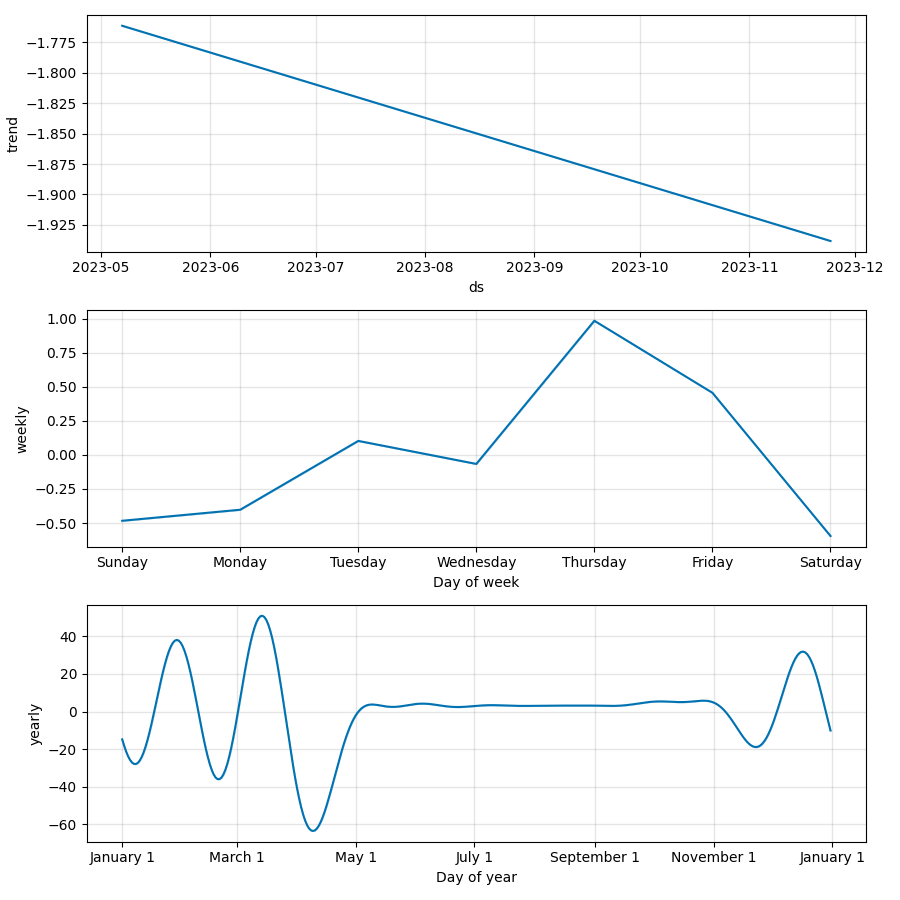 −1.775
−1.800
−1.825
−1.850
−1.875
−1.900
−1.925
trend
2023-05 2023-06 2023-07 2023-08 2023-09 2023-10 2023-11 2023-12
ds
1.00
0.75
0.50
0.25
0.00
−0.25
−0.50
weekly
Sunday Monday Tuesday Wednesday Thursday Friday Saturday
Day of week
40
20
0
−20
−40
−60
yearly
January 1 March 1 May 1 July 1 September 1 November 1 January 1
Day of year